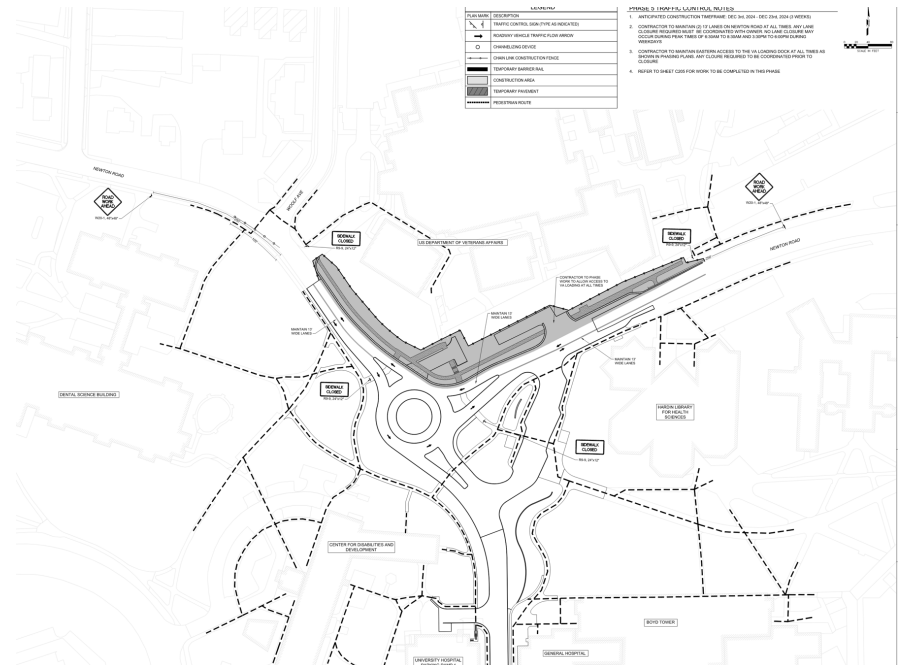 LEGEND
PLAN MARK DESCRIPTION
TRAFFIC CONTROL SIGN (TYPE AS INDICATED)
ROADWAY VEHICLE TRAFFIC FLOW ARROW
CHANNELIZING DEVICE
CHAIN LINK CONSTRUCTION FENCE
TEMPORARY BARRIER RAIL
CONSTRUCTION AREA
TEMPORARY PAVEMENT
PEDESTRIAN ROUTE
PHASE 5 TRAFFIC CONTROL NOTES
1. ANTICIPATED CONSTRUCTION TIMEFRAME: DEC 3rd, 2024 - DEC 23rd, 2024 (3 WEEKS)
2. CONTRACTOR TO MAINTAIN (2) 13' LANES ON NEWTON ROAD AT ALL TIMES. ANY LANE
CLOSURE REQUIRED MUST BE COORDINATED WITH OWNER. NO LANE CLOSURE MAY
OCCUR DURING PEAK TIMES OF 6:30AM TO 8:30AM AND 3:30PM TO 6:00PM DURING
WEEKDAYS
3. CONTRACTOR TO MAINTAIN EASTERN ACCESS TO THE VA LOADING DOCK AT ALL TIMES AS
SHOWN IN PHASING PLANS. ANY CLOURE REQUIRED TO BE COORDINATED PRIOR TO
CLOSURE
4. REFER TO SHEET C205 FOR WORK TO BE COMPLETED IN THIS PHASE
NEWTON ROAD
WOOLF AVE
ROAD
WORK
AHEAD
ROAD
WORK
AHEAD
SIDEWALK
CLOSED
US DEPARTMENT OF VETERANS AFFAIRS
SIDEWALK
CLOSED
NEWTON ROAD
CONTRACTOR TO PHASE
WORK TO ALLOW ACCESS TO
VA LOADING AT ALL TIMES
MAINTAIN 13'
WIDE LANES
MAINTAIN 13'
WIDE LANES
MAINTAIN 13'
WIDE LANES
SIDEWALK
CLOSED
DENTAL SCIENCE BUILDING
HARDIN LIBRARY
FOR HEALTH
SCIENCES
SIDEWALK
CLOSED
CENTER FOR DISABILITIES AND
DEVELOPMENT
BOYD TOWER
GENERAL HOSPITAL
UNIVERSITY HOSPITAL